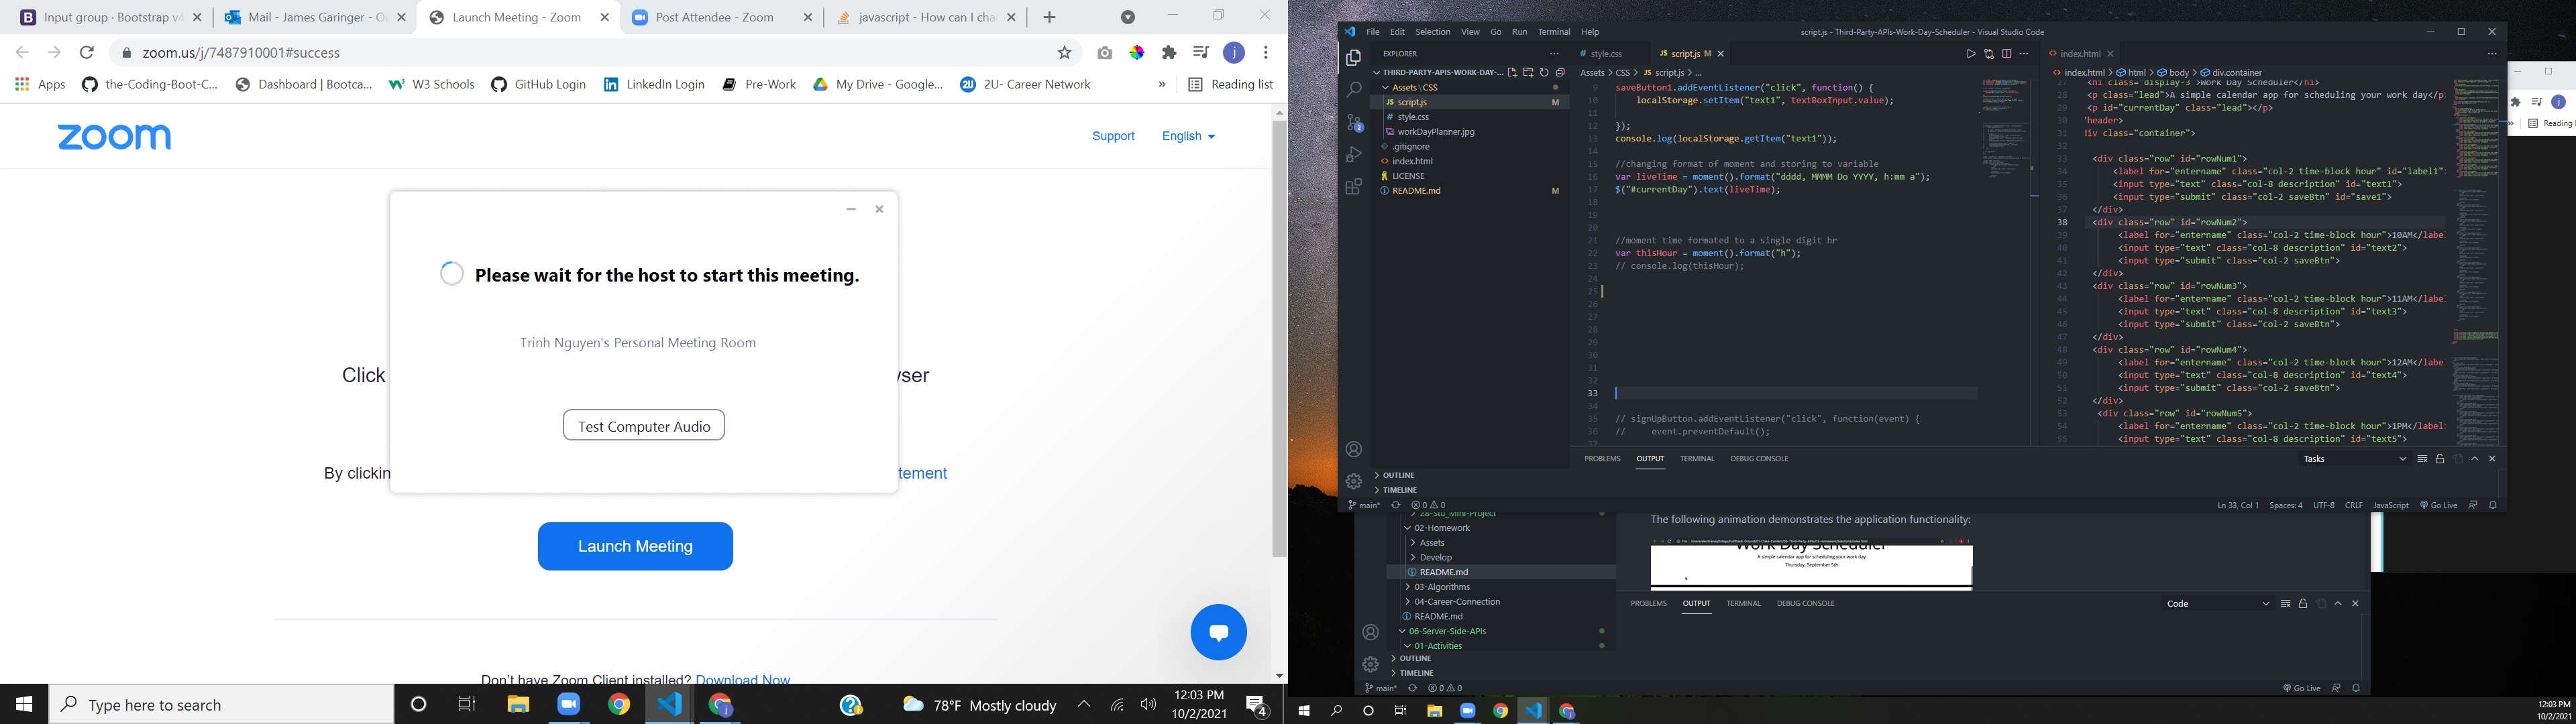 Input group · Bootstrap v4
Mail - James Garinger - O
Launch Meeting - Zoom
Post Attendee - Zoom
javascript - How can I cha
zoom.us/j/7487910001#success
j
Apps
the-Coding-Boot-C...
Dashboard | Bootca...
W3 Schools
GitHub Login
LinkedIn Login
Pre-Work
My Drive - Google...
2U- Career Network
»
Reading list
zoom
Support
English
Please wait for the host to start this meeting.
Trinh Nguyen's Personal Meeting Room
Click
wser
Test Computer Audio
By clickin
tement
Launch Meeting
Don't have Zoom Client installed? Download Now
Type here to search
78°F Mostly cloudy
12:03 PM
10/2/2021
4
File Edit Selection View Go Run Terminal Help
script.js - Third-Party-APIs-Work-Day-Scheduler - Visual Studio Code
EXPLORER
THIRD-PARTY-APIS-WORK-DAY-...
Assets \ CSS
JS script.js M
# style.css
workDayPlanner.jpg
.gitignore
<> index.html
LICENSE
README.md M
OUTLINE
TIMELINE
# style.css
JS script.js M
Assets > CSS > JS script.js > ...
9 saveButton1.addEventListener("click", function() {
10 localStorage.setItem("text1", textBoxInput.value);
11
12 });
13 console.log(localStorage.getItem("text1"));
14
15 //changing format of moment and storing to variable
16 var liveTime = moment().format("dddd, MMMM Do YYYY, h:mm a");
17 $("#currentDay").text(liveTime);
18
19
20
21 //moment time formated to a single digit hr
22 var thisHour = moment().format("h");
23 // console.log(thisHour);
24
25
26
27
28
29
30
31
32
33
34
35 // signUpButton.addEventListener("click", function(event) {
36 // event.preventDefault();
37
<> index.html
<> index.html > html > body > div.container
27 <h1 class="display-3">Work Day Scheduler</h1>
28 <p class="lead">A simple calendar app for scheduling your work day</p>
29 <p id="currentDay" class="lead"></p>
30 'header>
31 div class="container">
32
33 <div class="row" id="rowNum1">
34 <label for="entername" class="col-2 time-block hour" id="label1"
35 <input type="text" class="col-8 description" id="text1">
36 <input type="submit" class="col-2 saveBtn" id="save1">
37 </div>
38 <div class="row" id="rowNum2">
39 <label for="entername" class="col-2 time-block hour">10AM</labe
40 <input type="text" class="col-8 description" id="text2">
41 <input type="submit" class="col-2 saveBtn">
42 </div>
43 <div class="row" id="rowNum3">
44 <label for="entername" class="col-2 time-block hour">11AM</labe
45 <input type="text" class="col-8 description" id="text3">
46 <input type="submit" class="col-2 saveBtn">
47 </div>
48 <div class="row" id="rowNum4">
49 <label for="entername" class="col-2 time-block hour">12AM</labe
50 <input type="text" class="col-8 description" id="text4">
51 <input type="submit" class="col-2 saveBtn">
52 </div>
53 <div class="row" id="rowNum5">
54 <label for="entername" class="col-2 time-block hour">1PM</label
55 <input type="text" class="col-8 description" id="text5">
PROBLEMS OUTPUT TERMINAL DEBUG CONSOLE
Tasks
main* 0 0
Ln 33, Col 1 Spaces: 4 UTF-8 CRLF JavaScript Go Live
j
» Reading
28-Stu_Mini-Project
02-Homework
Assets
Develop
README.md
03-Algorithms
04-Career-Connection
README.md
06-Server-Side-APIs
01-Activities
OUTLINE
TIMELINE
The following animation demonstrates the application functionality:
Work Day Scheduler
A simple calendar app for scheduling your work day
Thursday, September 5th
PROBLEMS OUTPUT TERMINAL DEBUG CONSOLE
Code
main* 0 0
Go Live
12:03 PM
10/2/2021